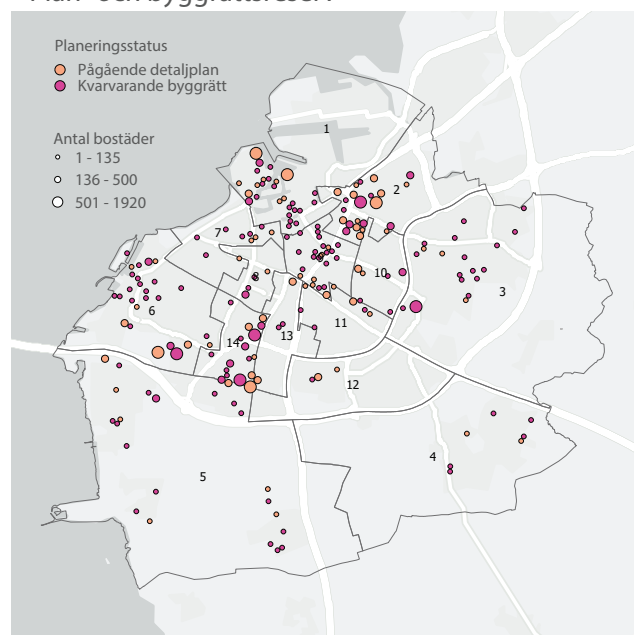 Planeringsstatus
Pågående detaljplan
Kvarvarande byggrätt
Antal bostäder
1 - 135
136 - 500
501 - 1920
1
2
7
8
10
3
6
11
13
14
12
4
5